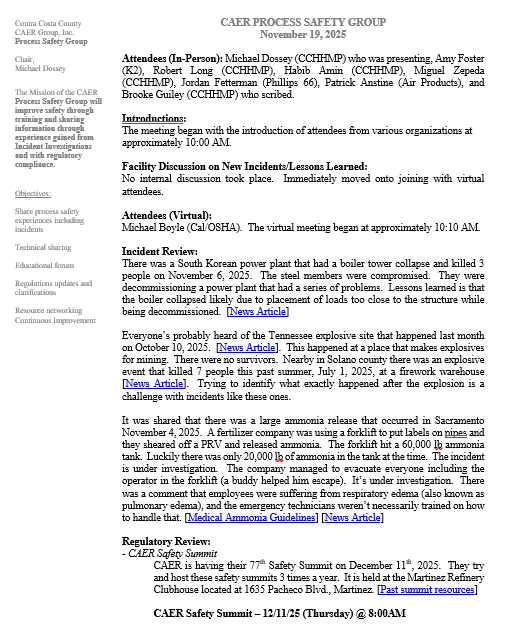 Contra Costa County
CAER Group, Inc.
Process Safety Group
Chair,
Michael Dossey
The Mission of the CAER
Process Safety Group will
improve safety through
training and sharing
information through
experience gained from
Incident Investigations
and with regulatory
compliance.
Objectives:
Share process safety
experiences including
incidents
Technical sharing
Educational forum
Regulations updates and
clarifications
Resource networking
Continuous Improvement
CAER PROCESS SAFETY GROUP
November 19, 2025
Attendees (In-Person): Michael Dossey (CCHHMP) who was presenting, Amy Foster
(K2), Robert Long (CCHHMP), Habib Amin (CCHHMP), Miguel Zepeda
(CCHHMP), Jordan Fetterman (Phillips 66), Patrick Anstine (Air Products), and
Brooke Guiley (CCHHMP) who scribed.
Introductions:
The meeting began with the introduction of attendees from various organizations at
approximately 10:00 AM.
Facility Discussion on New Incidents/Lessons Learned:
No internal discussion took place. Immediately moved onto joining with virtual
attendees.
Attendees (Virtual):
Michael Boyle (Cal/OSHA). The virtual meeting began at approximately 10:10 AM.
Incident Review:
There was a South Korean power plant that had a boiler tower collapse and killed 3
people on November 6, 2025. The steel members were compromised. They were
decommissioning a power plant that had a series of problems. Lessons learned is that
the boiler collapsed likely due to placement of loads too close to the structure while
being decommissioned. [News Article]
Everyone's probably heard of the Tennessee explosive site that happened last month
on October 10, 2025. [News Article]. This happened at a place that makes explosives
for mining. There were no survivors. Nearby in Solano county there was an explosive
event that killed 7 people this past summer, July 1, 2025, at a firework warehouse
[News Article]. Trying to identify what exactly happened after the explosion is a
challenge with incidents like these ones.
It was shared that there was a large ammonia release that occurred in Sacramento
November 4, 2025. A fertilizer company was using a forklift to put labels on pipes and
they sheared off a PRV and released ammonia. The forklift hit a 60,000 lb ammonia
tank. Luckily there was only 20,000 lb of ammonia in the tank at the time. The incident
is under investigation. The company managed to evacuate everyone including the
operator in the forklift (a buddy helped him escape). It's under investigation. There
was a comment that employees were suffering from respiratory edema (also known as
pulmonary edema), and the emergency technicians weren't necessarily trained on how
to handle that. [Medical Ammonia Guidelines] [News Article]
Regulatory Review:
- CAER Safety Summit
CAER is having their 77th Safety Summit on December 11th, 2025. They try
and host these safety summits 3 times a year. It is held at the Martinez Refinery
Clubhouse located at 1635 Pacheco Blvd., Martinez. [Past summit resources]
CAER Safety Summit – 12/11/25 (Thursday) @ 8:00AM